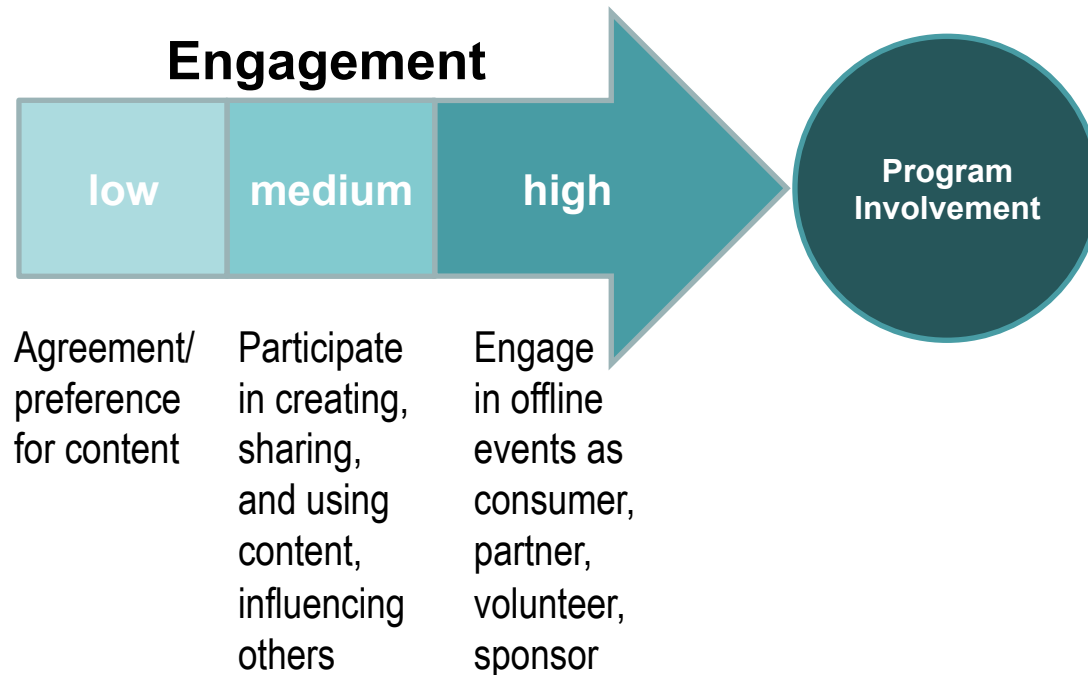 Engagement
low
medium
high
Program
Involvement
Agreement/
preference
for content
Participate
in creating,
sharing,
and using
content,
influencing
others
Engage
in offline
events as
consumer,
partner,
volunteer,
sponsor